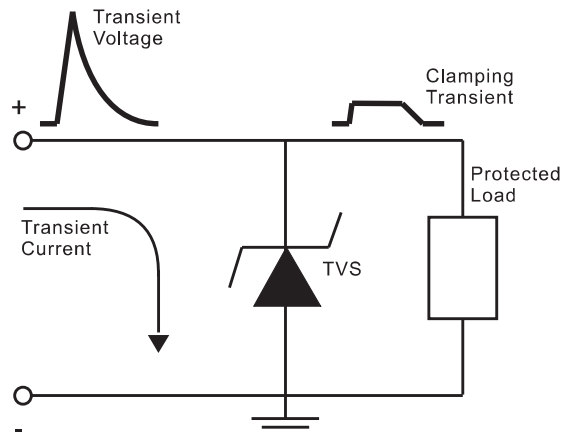 Transient
Voltage
Clamping
Transient
+
Protected
Load
Transient
Current
TVS
-